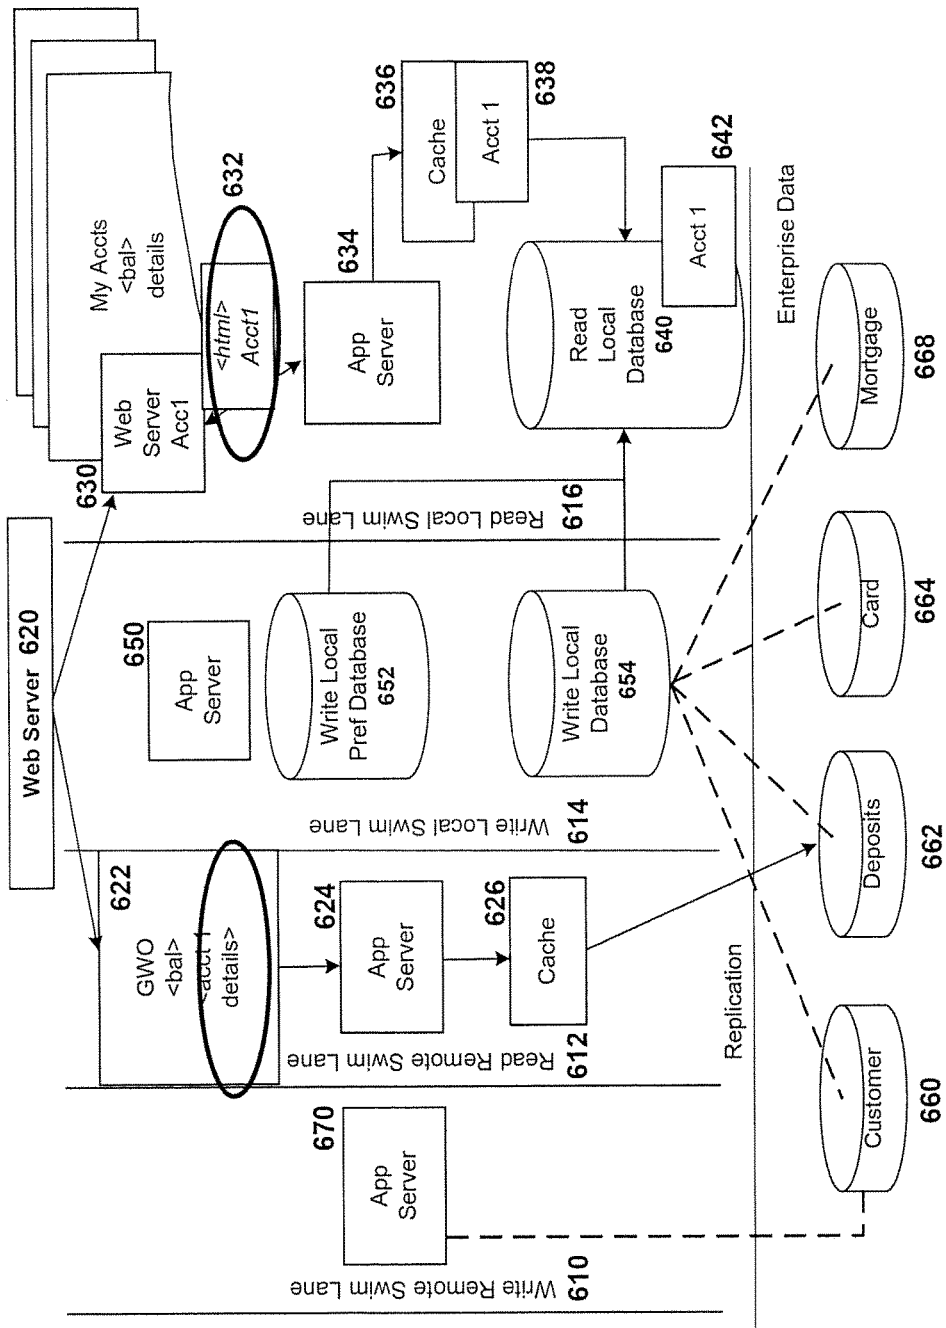 Web Server 620
My Accts
<bal>
details
630
Web
Server
Acc1
<html>
Acct1
632
App
Server
634
Cache
636
Acct 1
638
Read
Local
Database
640
Acct 1
642
Read Local Swim Lane
616
App
Server
650
Write Local
Pref Database
652
Write Local
Database
654
Write Local Swim Lane
614
622
GWO
<bal>
<acct 1
details>
App
Server
624
Cache
626
Read Remote Swim Lane
612
App
Server
670
Write Remote Swim Lane
610
Replication
Enterprise Data
Customer
660
Deposits
662
Card
664
Mortgage
668